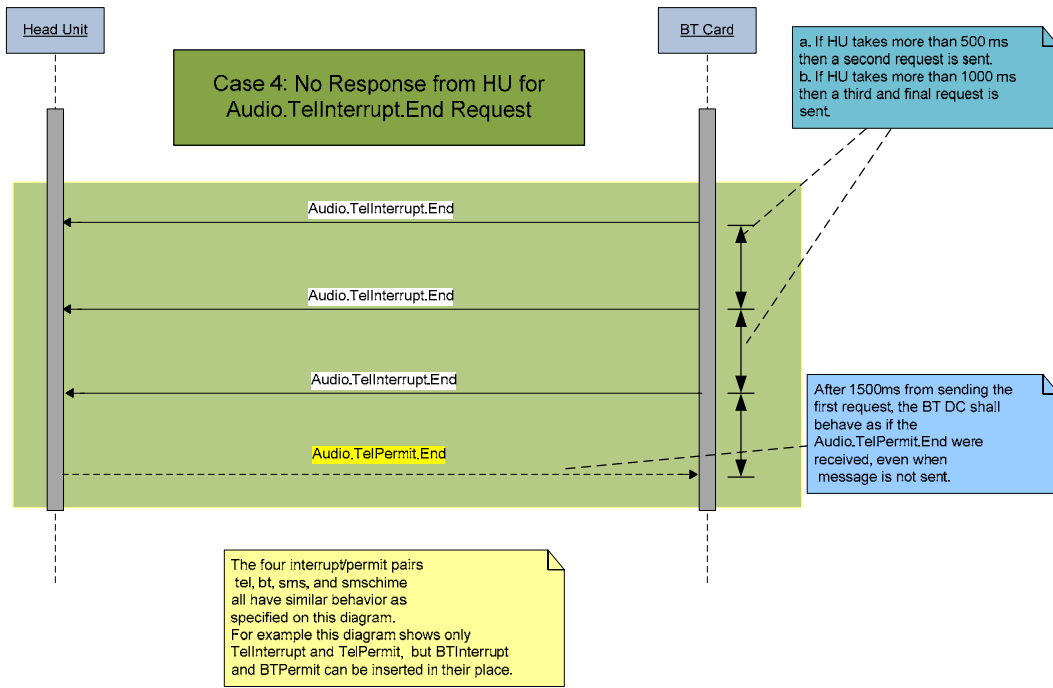 Head Unit
BT Card
Case 4: No Response from HU for
Audio.TelInterrupt.End Request
a. If HU takes more than 500 ms
then a second request is sent.
b. If HU takes more than 1000 ms
then a third and final request is
sent.
Audio.TelInterrupt.End
Audio.TelInterrupt.End
Audio.TelInterrupt.End
Audio.TelPermit.End
After 1500ms from sending the
first request, the BT DC shall
behave as if the
Audio.TelPermit.End were
received, even when
message is not sent.
The four interrupt/permit pairs
tel, bt, sms, and smschime
all have similar behavior as
specified on this diagram.
For example this diagram shows only
TelInterrupt and TelPermit, but BTInterrupt
and BTPermit can be inserted in their place.